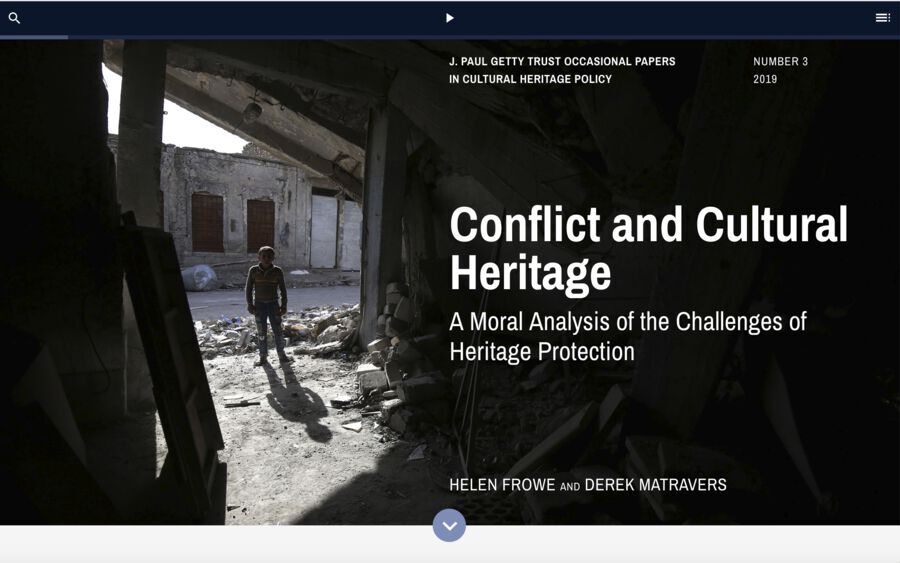 J. PAUL GETTY TRUST OCCASIONAL PAPERS
IN CULTURAL HERITAGE POLICY
NUMBER 3
2019
Conflict and Cultural
Heritage
A Moral Analysis of the Challenges of
Heritage Protection
HELEN FROWE AND DEREK MATRAVERS